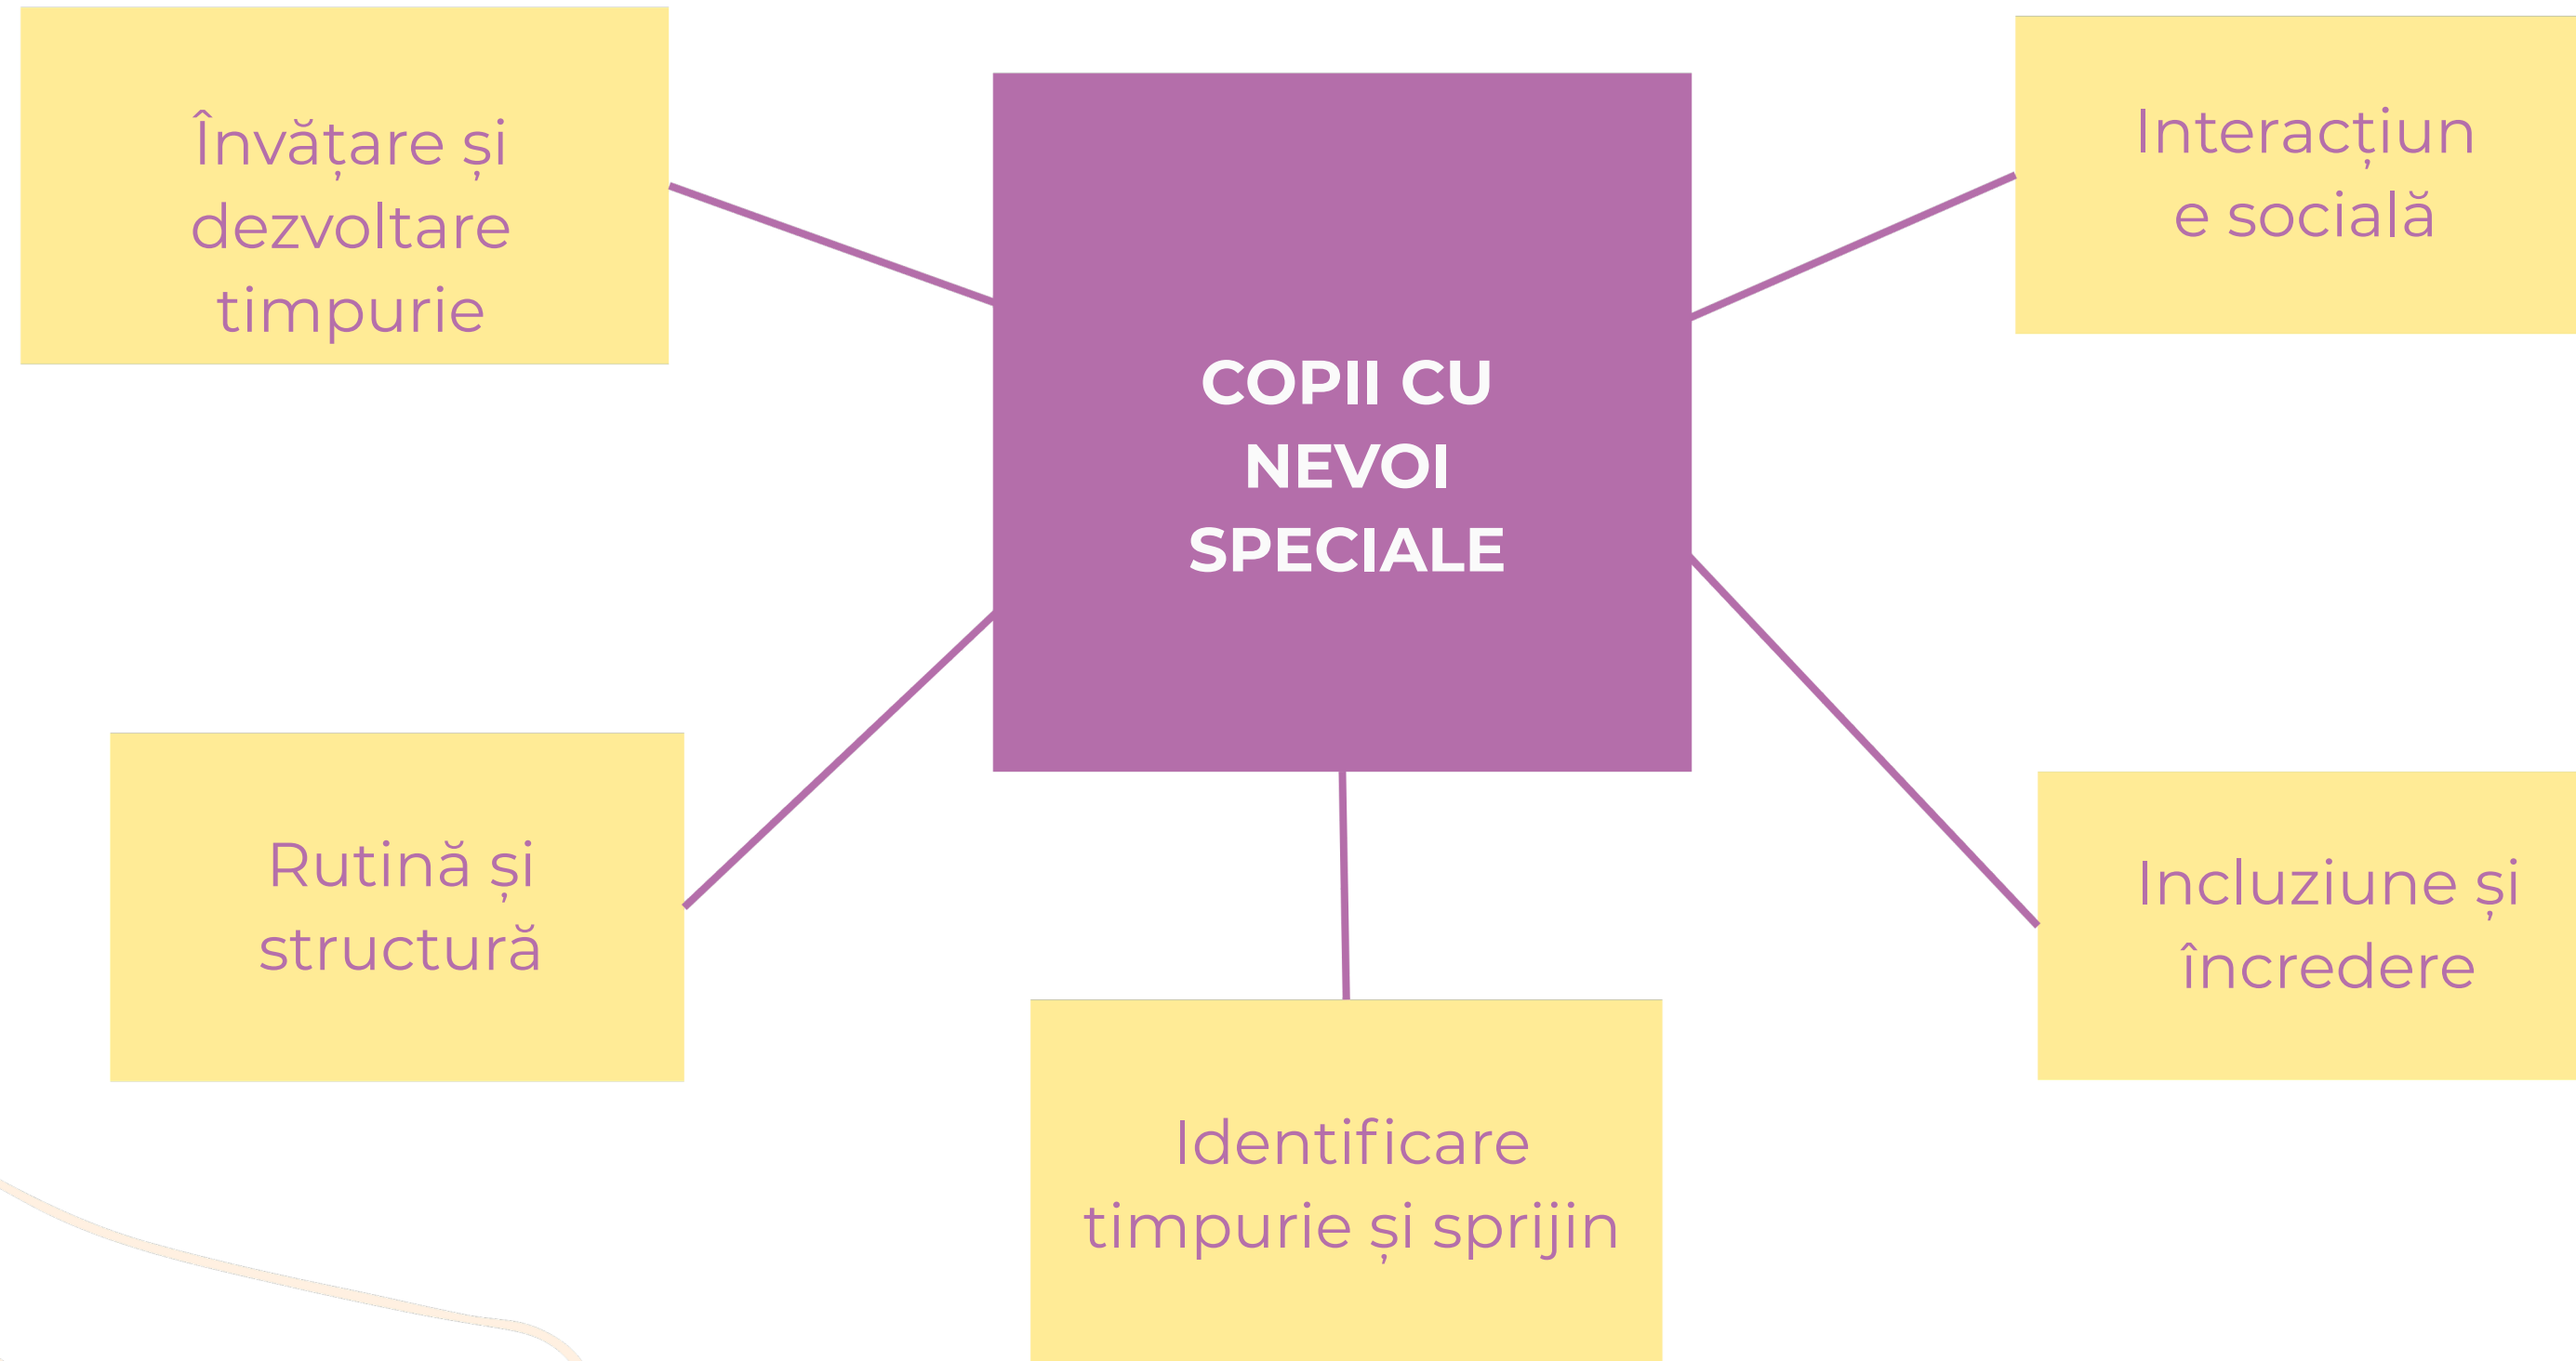 Învățare și
dezvoltare
timpurie
Interacțiun
e socială
COPII CU
NEVOI
SPECIALE
Rutină și
structură
Incluziune și
încredere
Identificare
timpurie și sprijin